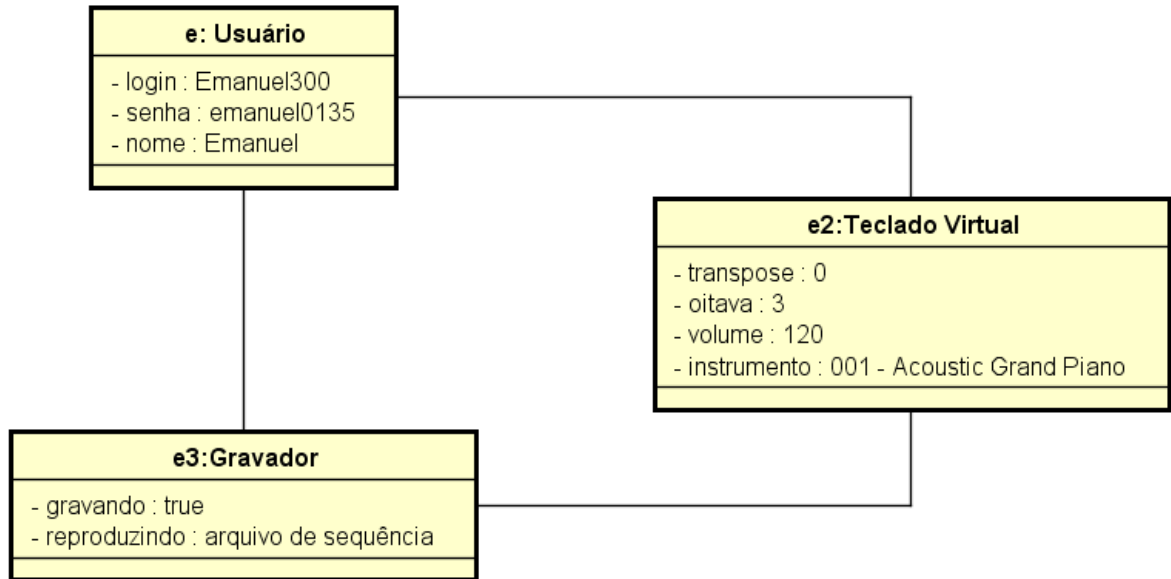 e: Usuário
- login : Emanuel300
- senha : emanuel0135
- nome : Emanuel
e2:Teclado Virtual
- transpose : 0
- oitava : 3
- volume : 120
- instrumento : 001 - Acoustic Grand Piano
e3:Gravador
- gravando : true
- reproduzindo : arquivo de sequência